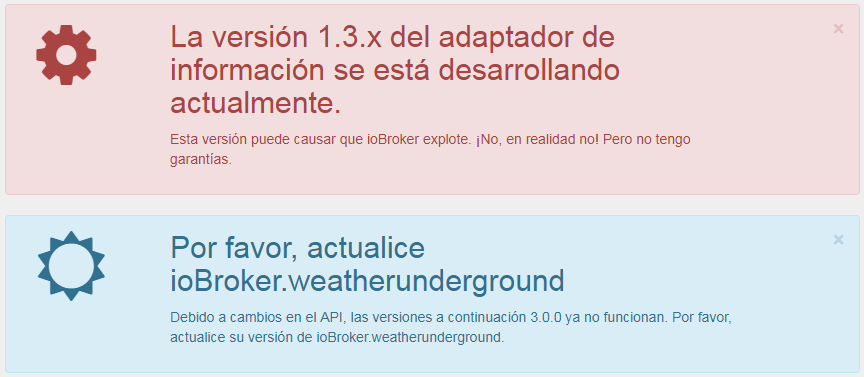 La versión 1.3.x del adaptador de
información se está desarrollando
actualmente.
Esta versión puede causar que ioBroker explote. ¡No, en realidad no! Pero no tengo
garantías.
Por favor, actualice
ioBroker.weatherunderground
Debido a cambios en el API, las versiones a continuación 3.0.0 ya no funcionan. Por favor,
actualice su versión de ioBroker.weatherunderground.